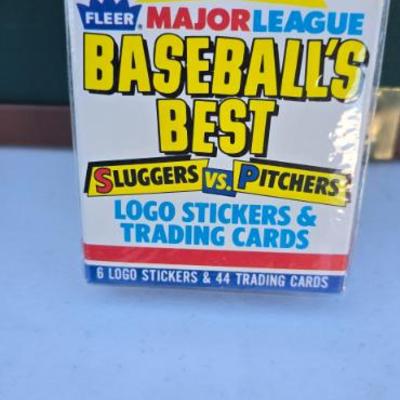 FLEER MAJOR LEAGUE
BASEBALL'S
BEST
SLUGGERS VS. PITCHERS
LOGO STICKERS &
TRADING CARDS
6 LOGO STICKERS & 44 TRADING CARDS